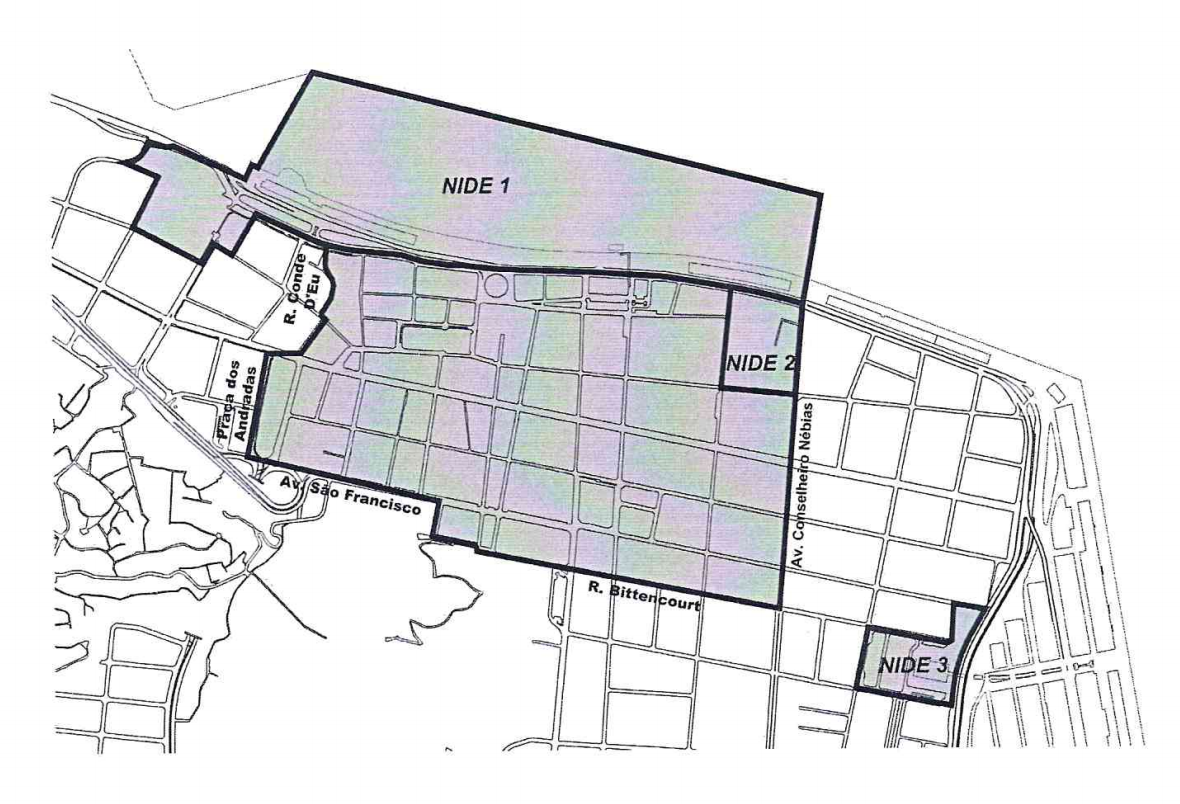 NIDE 1
R. Conde
D'Eu
NIDE 2
Praça dos
Andradas
Av. Conselheiro Nébias
Av. São Francisco
R. Bittencourt
NIDE 3